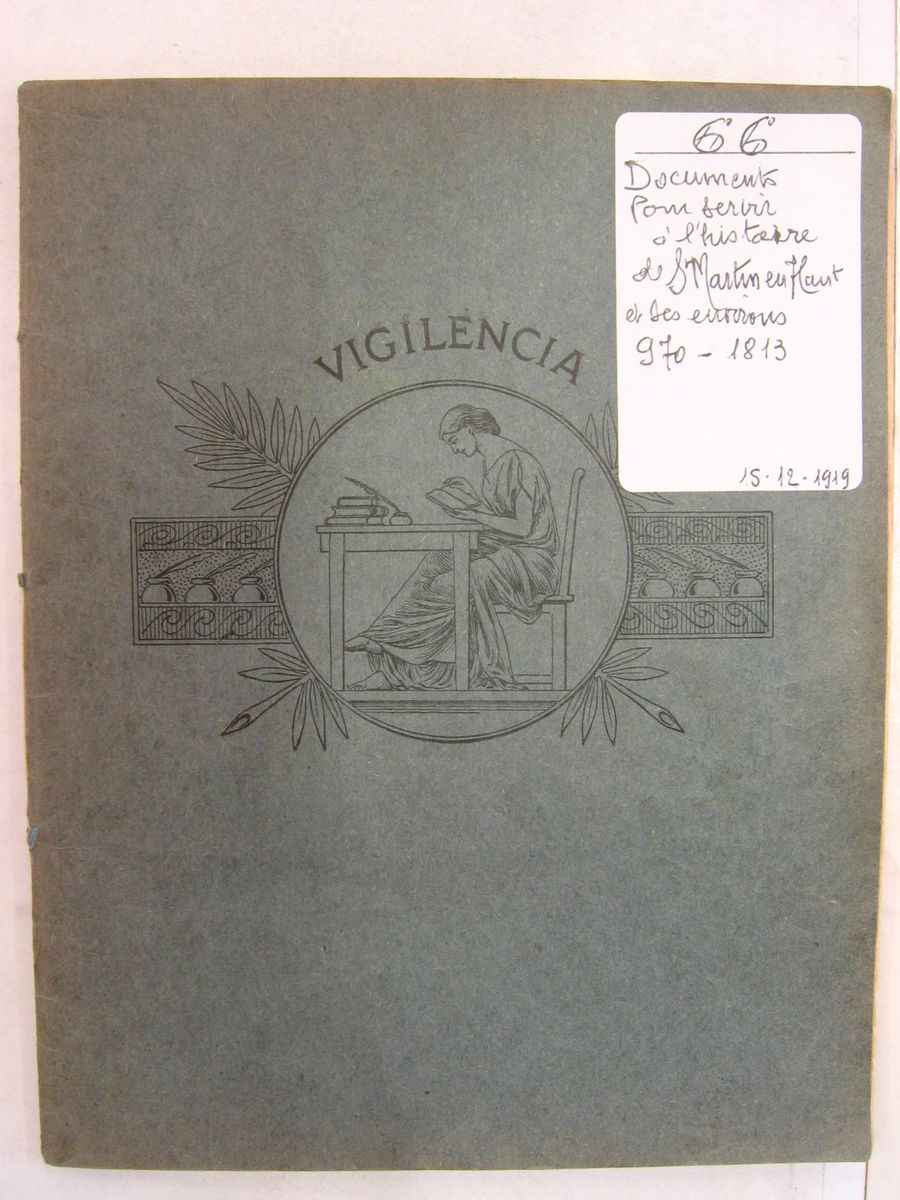 66
Documents
Pour servir
à l'histoire
de St Martin en Haut
et ses environs
970 - 1813
15.12.1919
VIGILENCIA